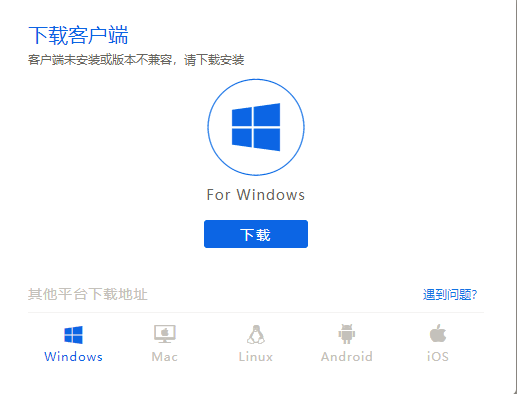 下载客户端
客户端未安装或版本不兼容，请下载安装
For Windows
下载
其他平台下载地址
遇到问题?
Windows
Mac
Linux
Android
iOS